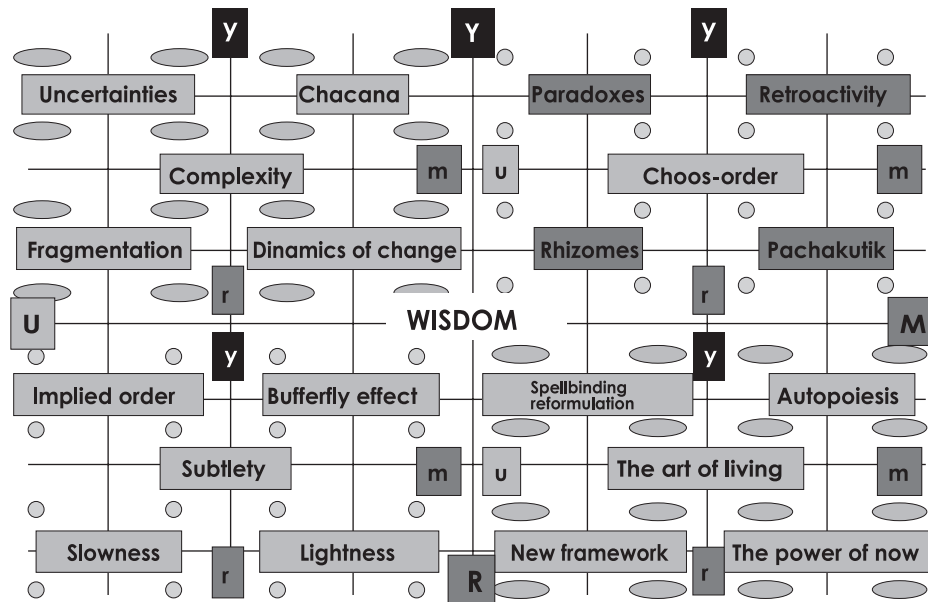 y Y y
Uncertainties Chacana Paradoxes Retroactivity
Complexity m u Choos-order m
Fragmentation Dinamics of change Rhizomes Pachakutik
r r
U WISDOM M
y y
Implied order Bufferfly effect Spellbinding
reformulation Autopoiesis
Subtlety m u The art of living m
Slowness Lightness New framework The power of now
r R r